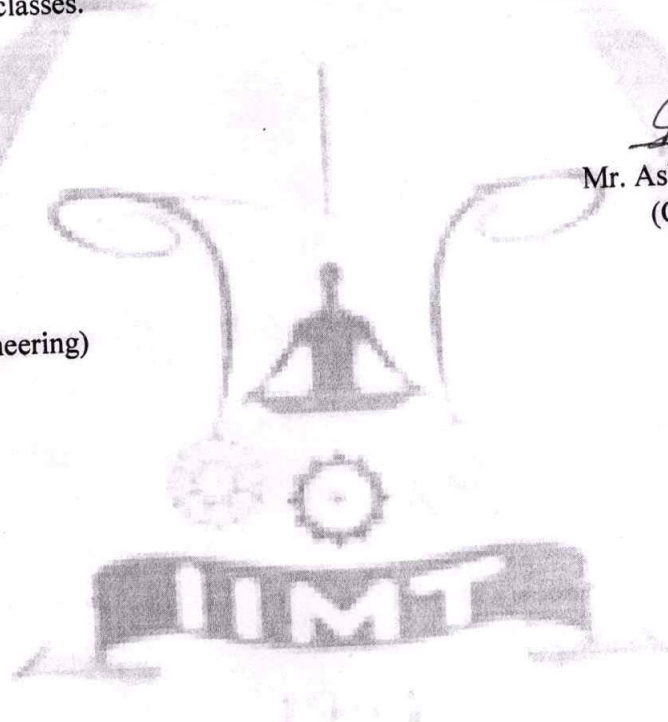 classes.
Mr. As
(
neering)
IIMT